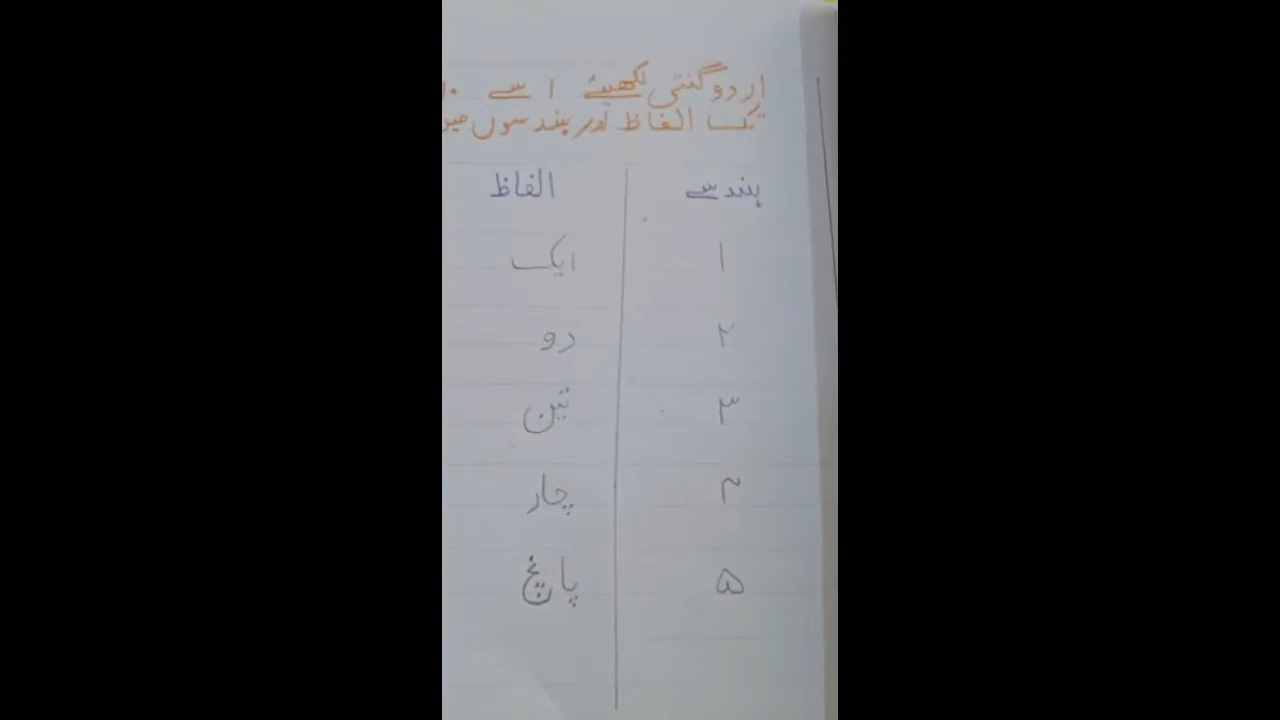 اردو گنتی لکھیئے ۱ سے ۱۰
تک الفاظ اور ہندسوں میں
ہندسے الفاظ
۱ ایک
۲ دو
۳ تین
۴ چار
۵ پانچ